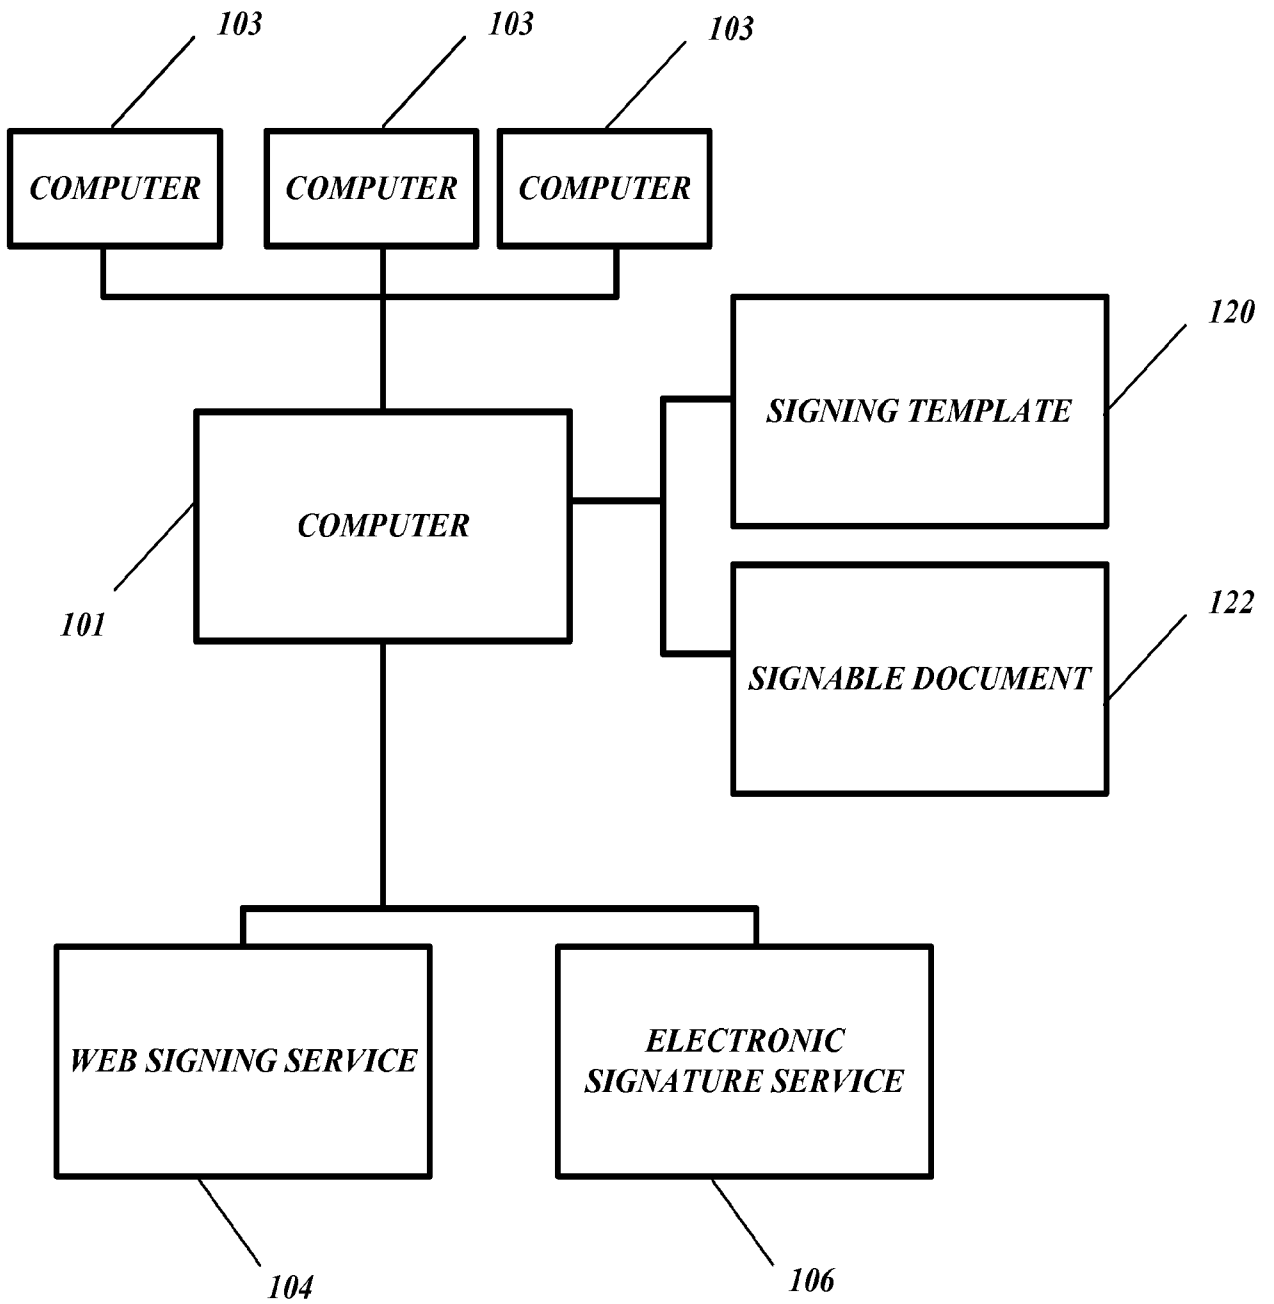 103
103
103
COMPUTER
COMPUTER
COMPUTER
120
SIGNING TEMPLATE
COMPUTER
101
122
SIGNABLE DOCUMENT
WEB SIGNING SERVICE
ELECTRONIC
SIGNATURE SERVICE
104
106